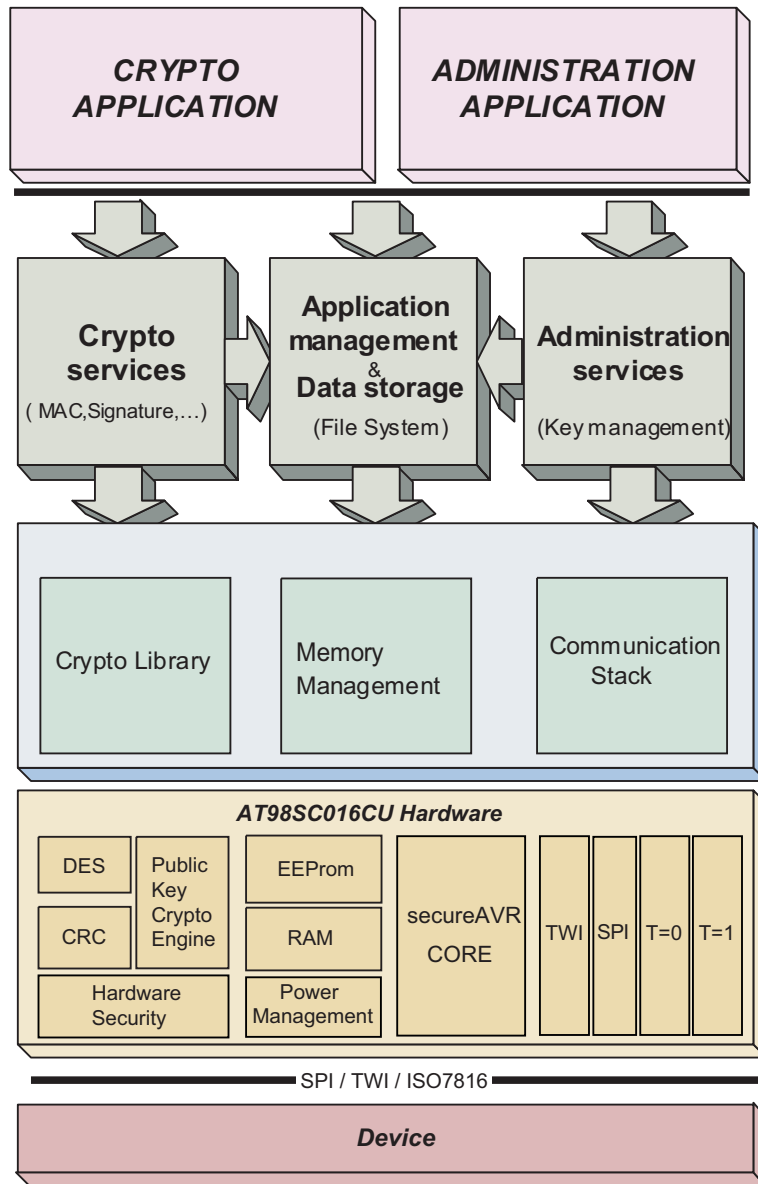 CRYPTO
APPLICATION
ADMINISTRATION
APPLICATION
Crypto
services
( MAC,Signature,…)
Application
management
&
Data storage
(File System)
Administration
services
(Key management)
Crypto Library
Memory
Management
Communication
Stack
AT98SC016CU Hardware
DES
Public
Key
Crypto
Engine
CRC
Hardware
Security
EEProm
RAM
Power
Management
secureAVR
CORE
TWI
SPI
T=0
T=1
SPI / TWI / ISO7816
Device